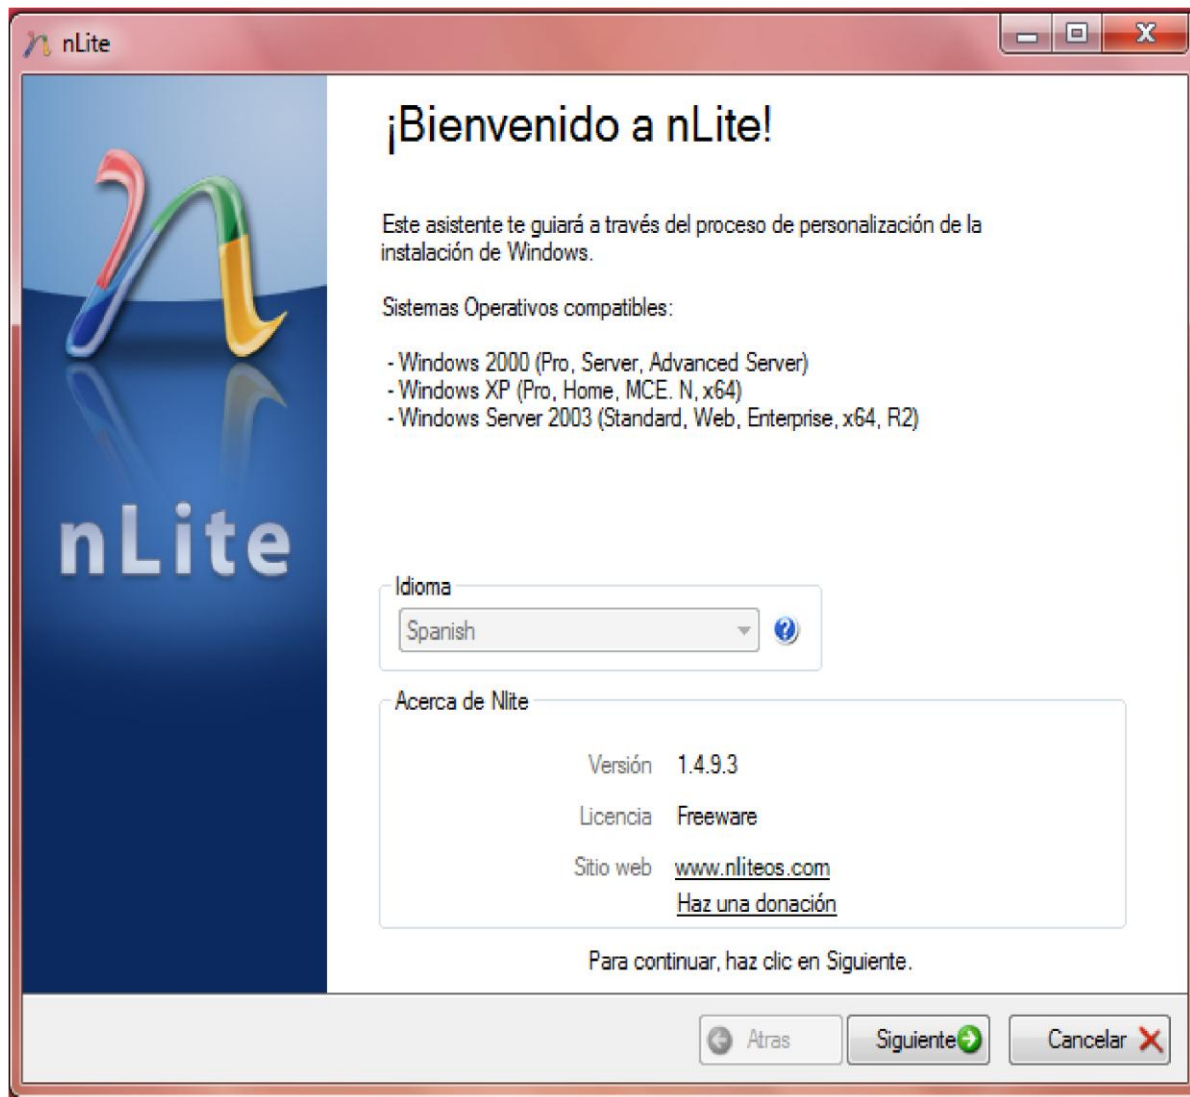 nLite
¡Bienvenido a nLite!
Este asistente te guiará a través del proceso de personalización de la
instalación de Windows.
Sistemas Operativos compatibles:
- Windows 2000 (Pro, Server, Advanced Server)
- Windows XP (Pro, Home, MCE. N, x64)
- Windows Server 2003 (Standard, Web, Enterprise, x64, R2)
nLite
Idioma
Spanish
Acerca de Nlite
Versión 1.4.9.3
Licencia Freeware
Sitio web www.nliteos.com
Haz una donación
Para continuar, haz clic en Siguiente.
Atras Siguiente Cancelar